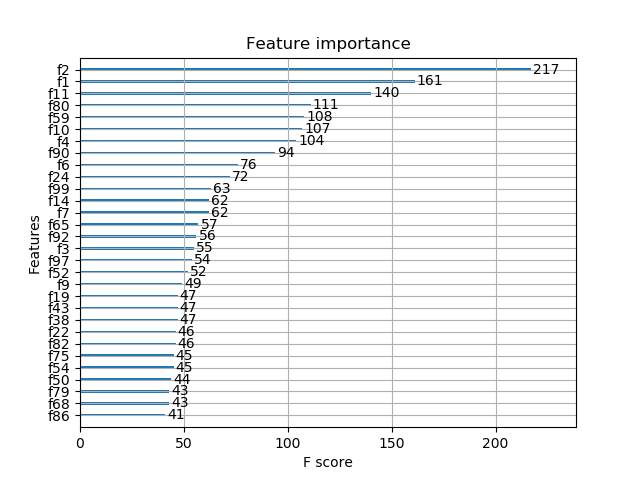 Feature importance
f2 217
f1 161
f11 140
f80 111
f59 108
f10 107
f4 104
f90 94
f6 76
f24 72
f99 63
f14 62
f7 62
f65 57
f92 56
f3 55
f97 54
f52 52
f9 49
f19 47
f43 47
f38 47
f22 46
f82 46
f75 45
f54 45
f50 44
f79 43
f68 43
f86 41
Features
0 50 100 150 200
F score